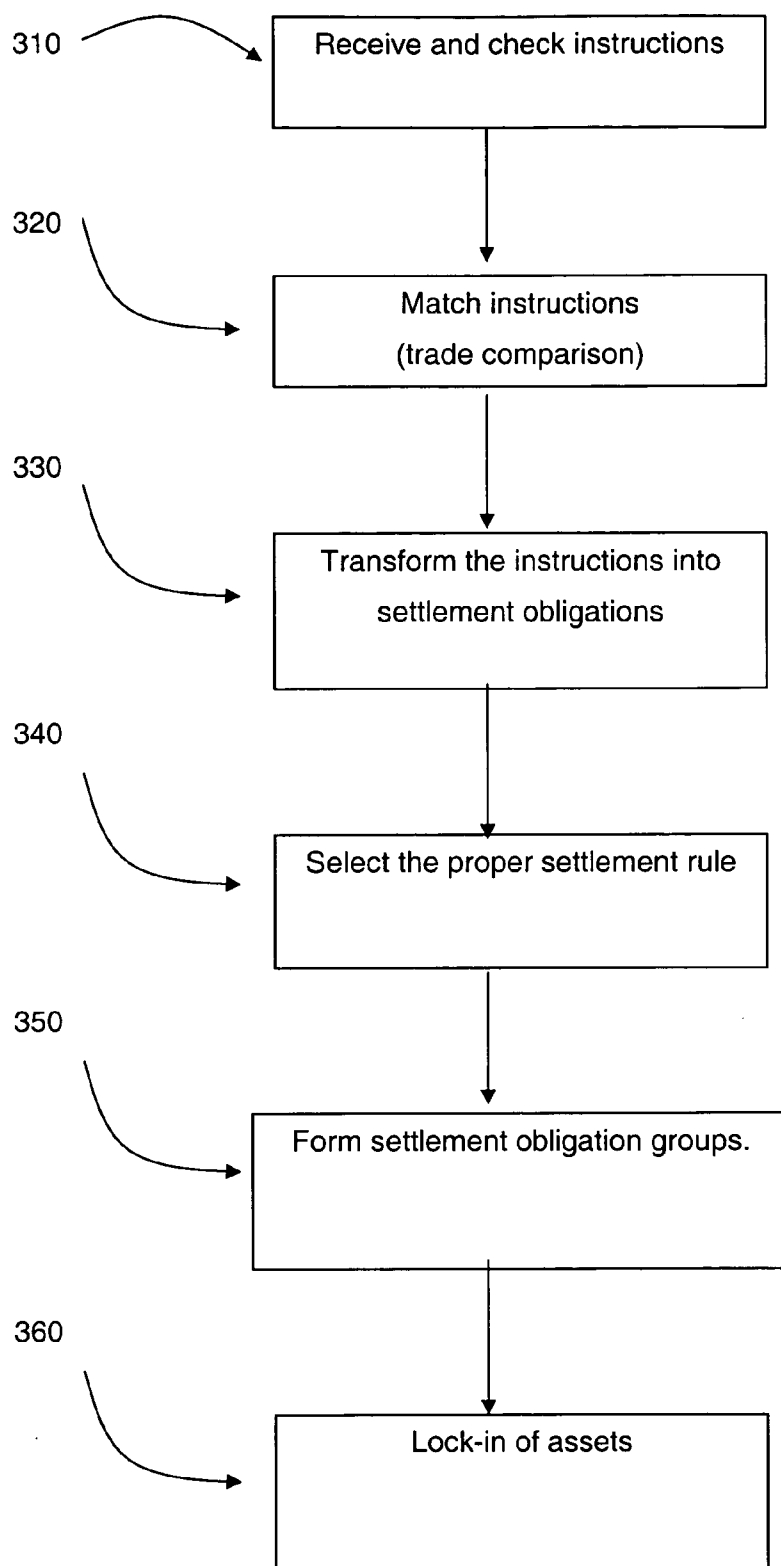 310
Receive and check instructions
320
Match instructions
(trade comparison)
330
Transform the instructions into
settlement obligations
340
Select the proper settlement rule
350
Form settlement obligation groups.
360
Lock-in of assets